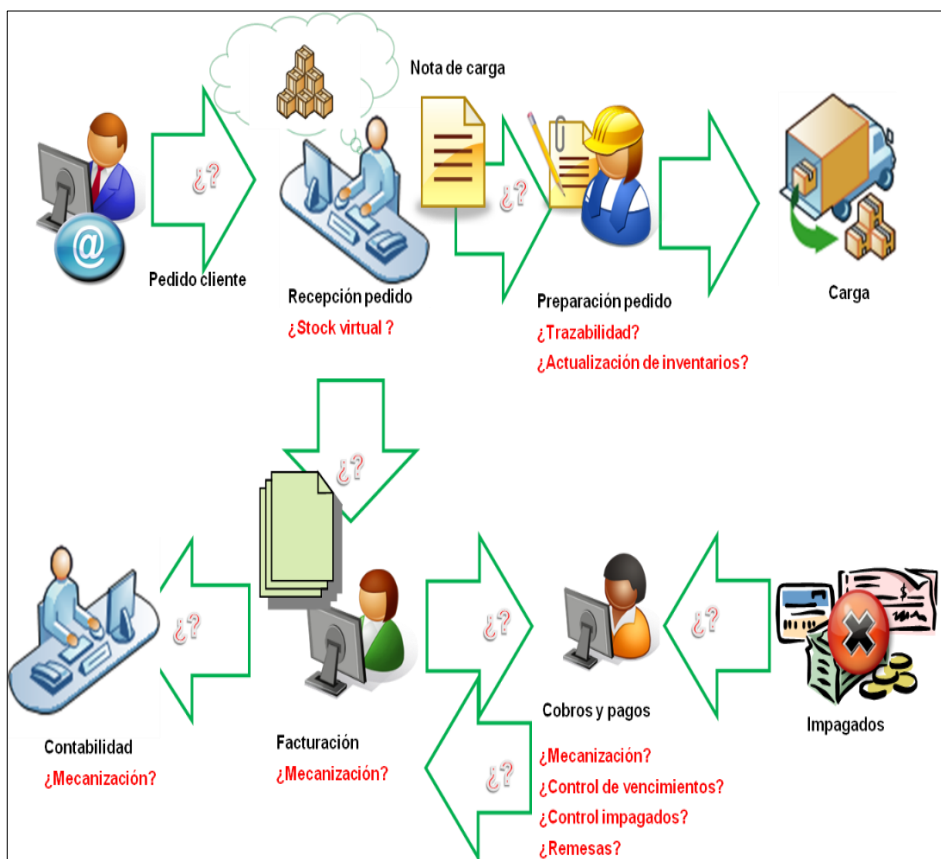 Nota de carga
¿?
¿?
@
Pedido cliente
Recepción pedido
¿Stock virtual ?
Preparación pedido
¿Trazabilidad?
¿Actualización de inventarios?
Carga
¿?
¿?
¿?
¿?
$
Contabilidad
¿Mecanización?
Facturación
¿Mecanización?
¿?
Cobros y pagos
¿Mecanización?
¿Control de vencimientos?
¿Control impagados?
¿Remesas?
Impagados